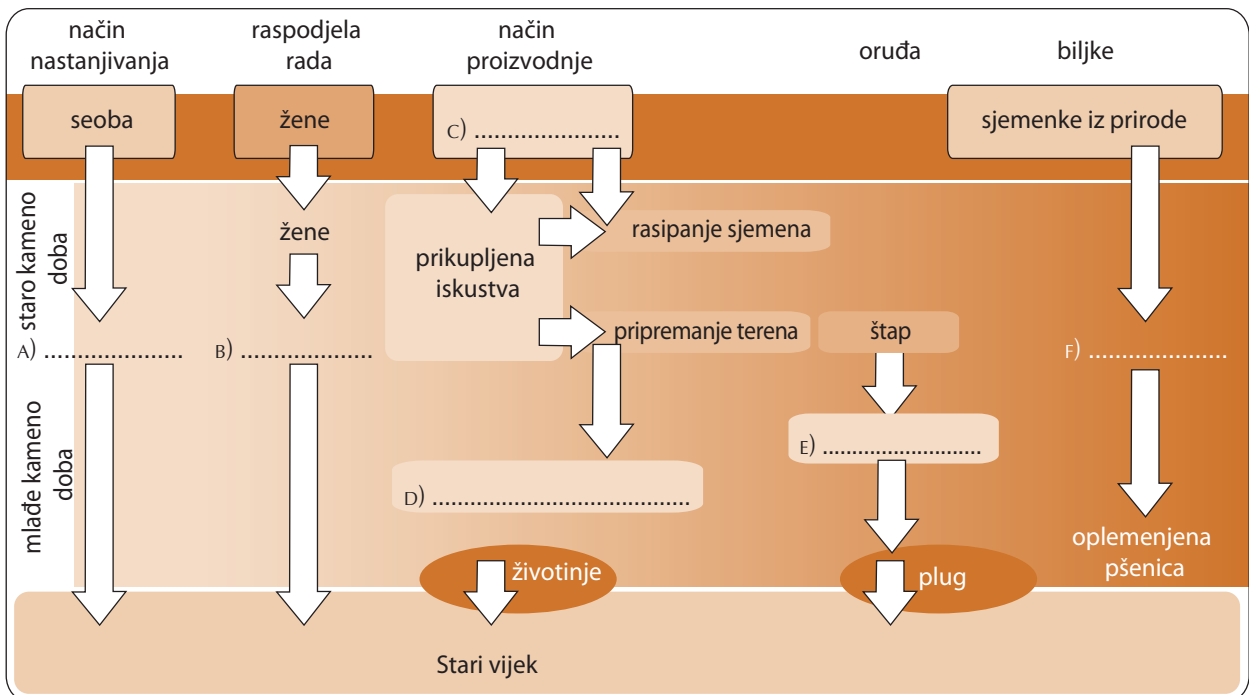 način
nastanjivanja
raspodjela
rada
način
proizvodnje
oruđa
biljke
seoba
žene
C) ........................
sjemenke iz prirode
staro kameno
doba
žene
prikupljena
iskustva
rasipanje sjemena
pripremanje terena
štap
A) .......................
B) ......................
F) .......................
mlađe kameno
doba
E) ..........................
D) ...........................................
oplemenjena
pšenica
životinje
plug
Stari vijek